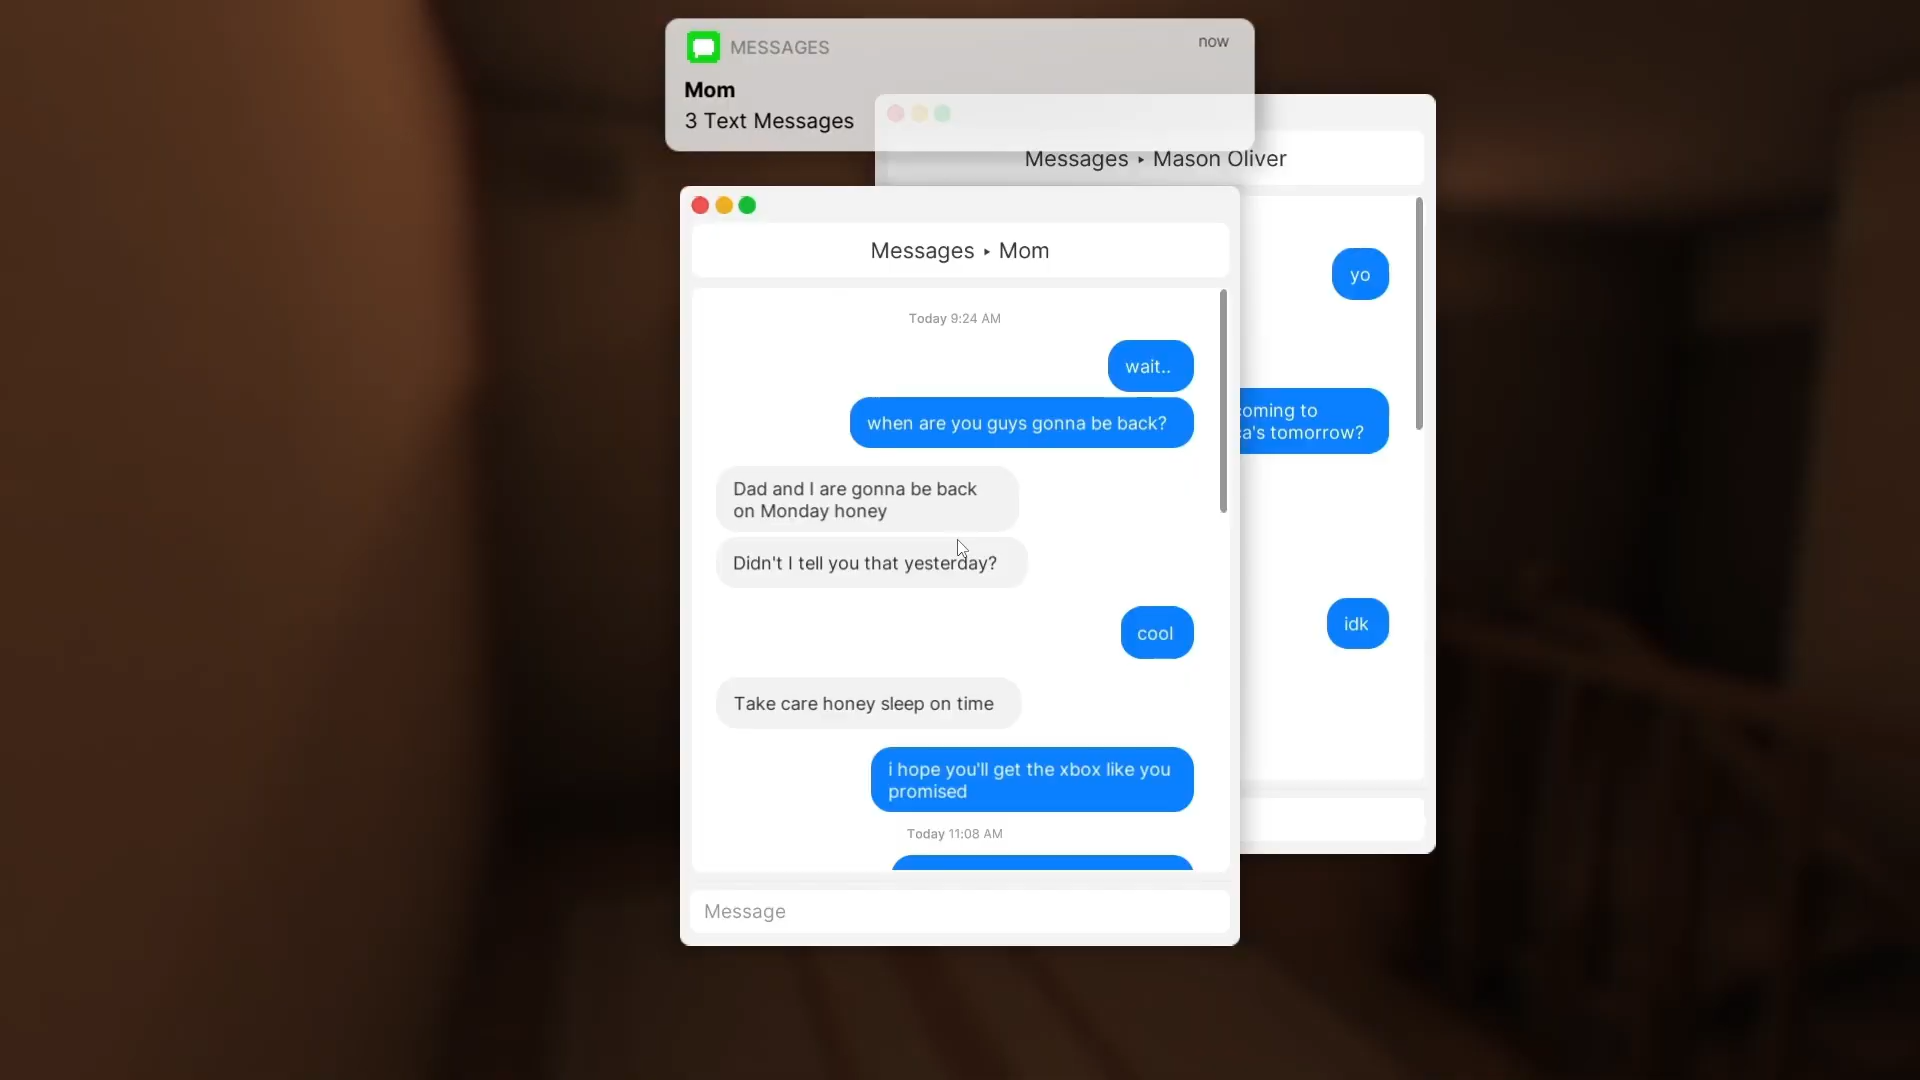 MESSAGES
now
Mom
3 Text Messages
Messages ▸ Mason Oliver
yo
coming to
tomorrow?
idk
Messages ▸ Mom
Today 9:24 AM
wait..
when are you guys gonna be back?
Dad and I are gonna be back
on Monday honey
Didn't I tell you that yesterday?
cool
Take care honey sleep on time
i hope you'll get the xbox like you
promised
Today 11:08 AM
Message